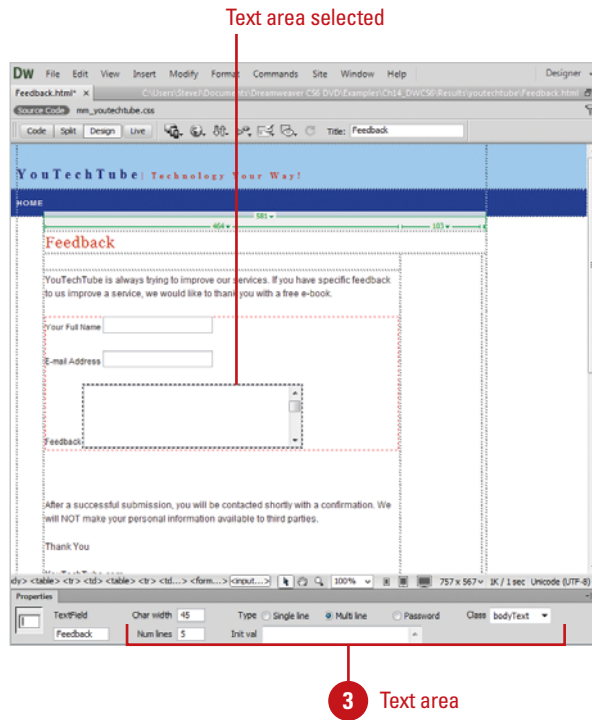 Text area selected
DW File Edit View Insert Modify Format Commands Site Window Help Designer
Feedback.html* × C:\Users\SteveJ\Documents\Dreamweaver CS6 DVD\Examples\Ch14_DWCS6\Results\youtechtube\Feedback.html
Source Code mm_youtechtube.css
Code Split Design Live Title: Feedback
YouTechTube| Technology Your Way!
HOME
581
464 103
Feedback
YouTechTube is always trying to improve our services. If you have specific feedback
to us improve a service, we would like to thank you with a free e-book.
Your Full Name
E-mail Address
Feedback
After a successful submission, you will be contacted shortly with a confirmation. We
will NOT make your personal information available to third parties.
Thank You
dy> <table> <tr> <td> <table> <tr> <td...> <form...> <input...> 100% 757 x 567 1K / 1 sec Unicode (UTF-8)
Properties
TextField Char width 45 Type Single line Multi line Password Class bodyText
Feedback Num lines 5 Init val
3 Text area